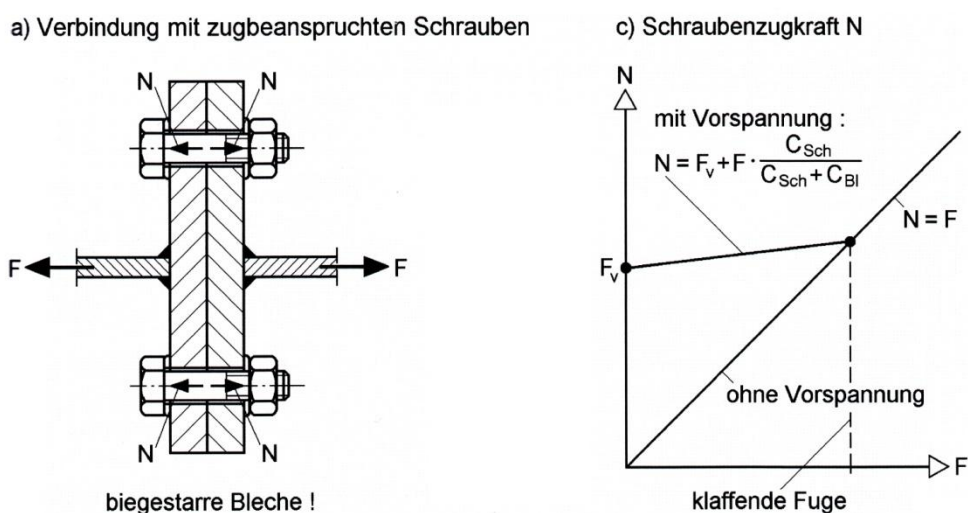 a) Verbindung mit zugbeanspruchten Schrauben
N N
F F
N N
biegestarre Bleche !
c) Schraubenzugkraft N
N
mit Vorspannung :
N = Fv + F · CSch / (CSch + CBl)
N = F
Fv
ohne Vorspannung
F
klaffende Fuge